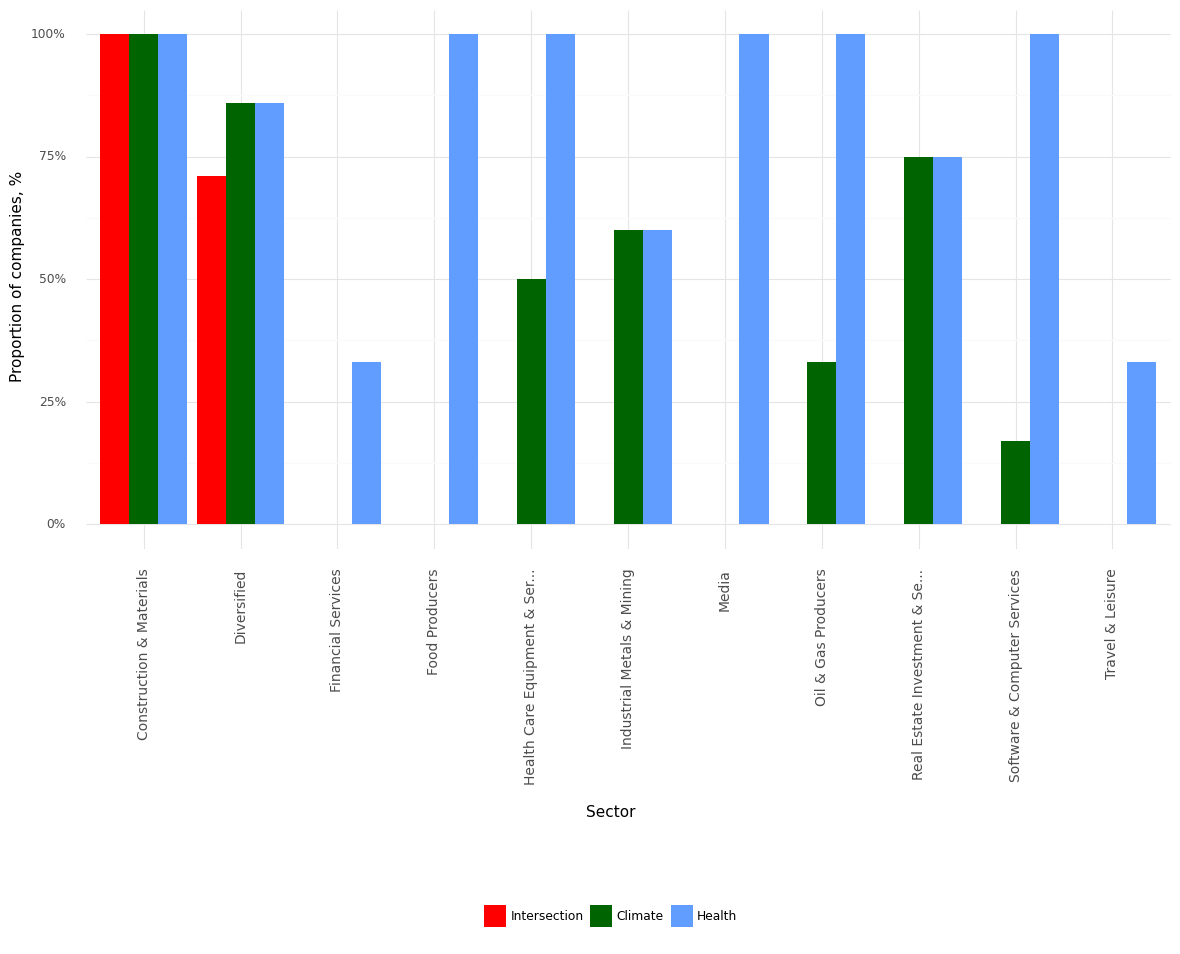 Proportion of companies, %
100%
75%
50%
25%
0%
Construction & Materials
Diversified
Financial Services
Food Producers
Health Care Equipment & Ser...
Industrial Metals & Mining
Media
Oil & Gas Producers
Real Estate Investment & Se...
Software & Computer Services
Travel & Leisure
Sector
Intersection Climate Health